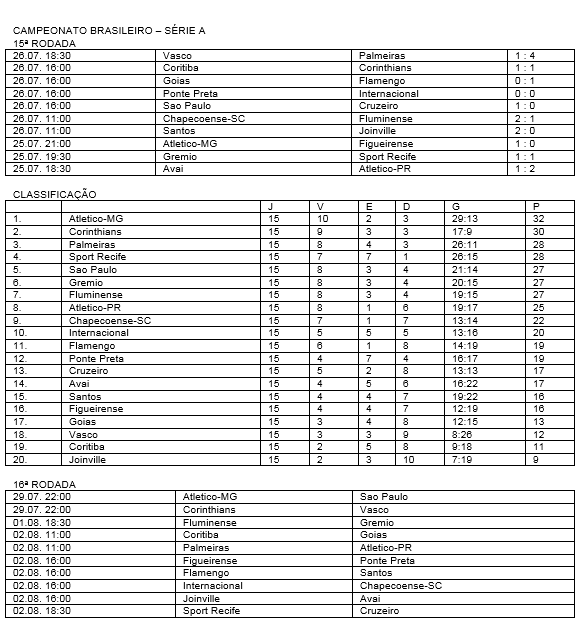 CAMPEONATO BRASILEIRO – SÉRIE A
15ª RODADA
26.07. 18:30 Vasco Palmeiras 1 : 4
26.07. 16:00 Coritiba Corinthians 1 : 1
26.07. 16:00 Goias Flamengo 0 : 1
26.07. 16:00 Ponte Preta Internacional 0 : 0
26.07. 16:00 Sao Paulo Cruzeiro 1 : 0
26.07. 11:00 Chapecoense-SC Fluminense 2 : 1
26.07. 11:00 Santos Joinville 2 : 0
25.07. 21:00 Atletico-MG Figueirense 1 : 0
25.07. 19:30 Gremio Sport Recife 1 : 1
25.07. 18:30 Avai Atletico-PR 1 : 2
CLASSIFICAÇÃO
J V E D G P
1. Atletico-MG 15 10 2 3 29:13 32
2. Corinthians 15 9 3 3 17:9 30
3. Palmeiras 15 8 4 3 26:11 28
4. Sport Recife 15 7 7 1 26:15 28
5. Sao Paulo 15 8 3 4 21:14 27
6. Gremio 15 8 3 4 20:15 27
7. Fluminense 15 8 3 4 19:15 27
8. Atletico-PR 15 8 1 6 19:17 25
9. Chapecoense-SC 15 7 1 7 13:14 22
10. Internacional 15 5 5 5 13:16 20
11. Flamengo 15 6 1 8 14:19 19
12. Ponte Preta 15 4 7 4 16:17 19
13. Cruzeiro 15 5 2 8 13:13 17
14. Avai 15 4 5 6 16:22 17
15. Santos 15 4 4 7 19:22 16
16. Figueirense 15 4 4 7 12:19 16
17. Goias 15 3 4 8 12:15 13
18. Vasco 15 3 3 9 8:26 12
19. Coritiba 15 2 5 8 9:18 11
20. Joinville 15 2 3 10 7:19 9
16ª RODADA
29.07. 22:00 Atletico-MG Sao Paulo
29.07. 22:00 Corinthians Vasco
01.08. 18:30 Fluminense Gremio
02.08. 11:00 Coritiba Goias
02.08. 11:00 Palmeiras Atletico-PR
02.08. 16:00 Figueirense Ponte Preta
02.08. 16:00 Flamengo Santos
02.08. 16:00 Internacional Chapecoense-SC
02.08. 16:00 Joinville Avai
02.08. 18:30 Sport Recife Cruzeiro